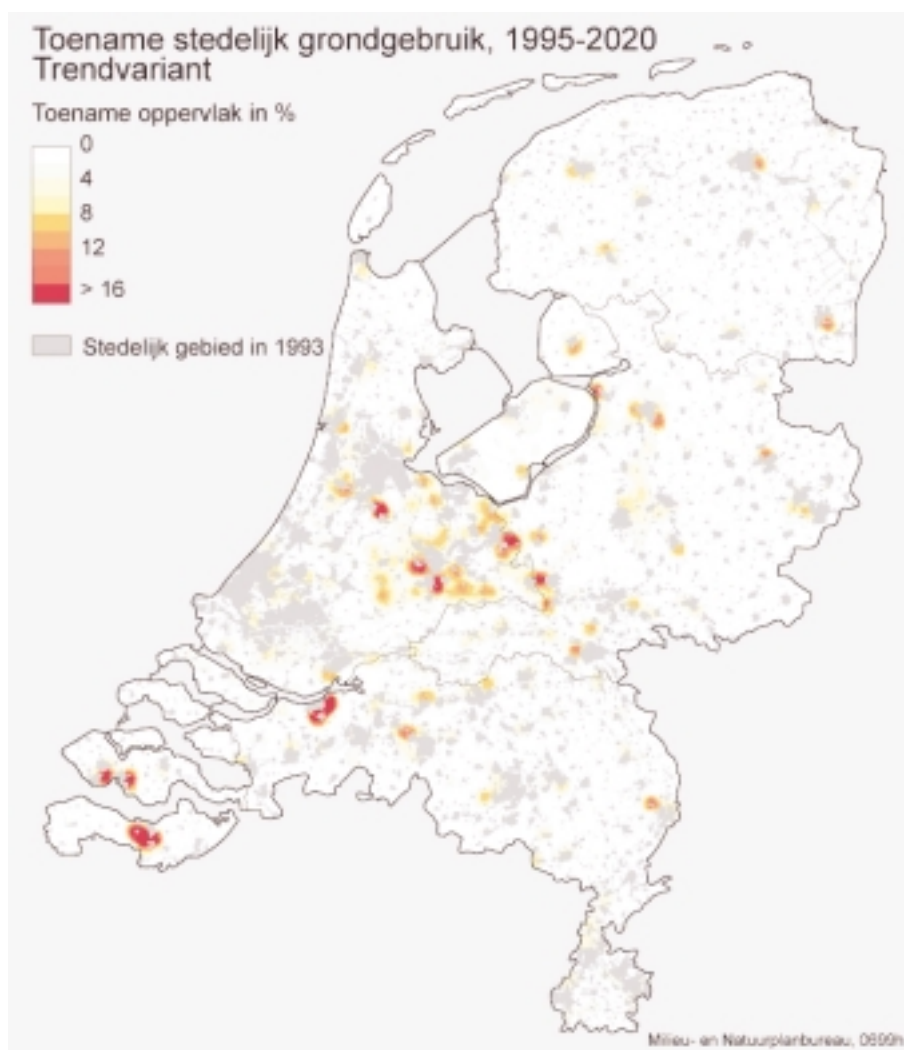 Toename stedelijk grondgebruik, 1995-2020
Trendvariant
Toename oppervlak in %
0
4
8
12
> 16
Stedelijk gebied in 1993
Milieu- en Natuurplanbureau, 0699h